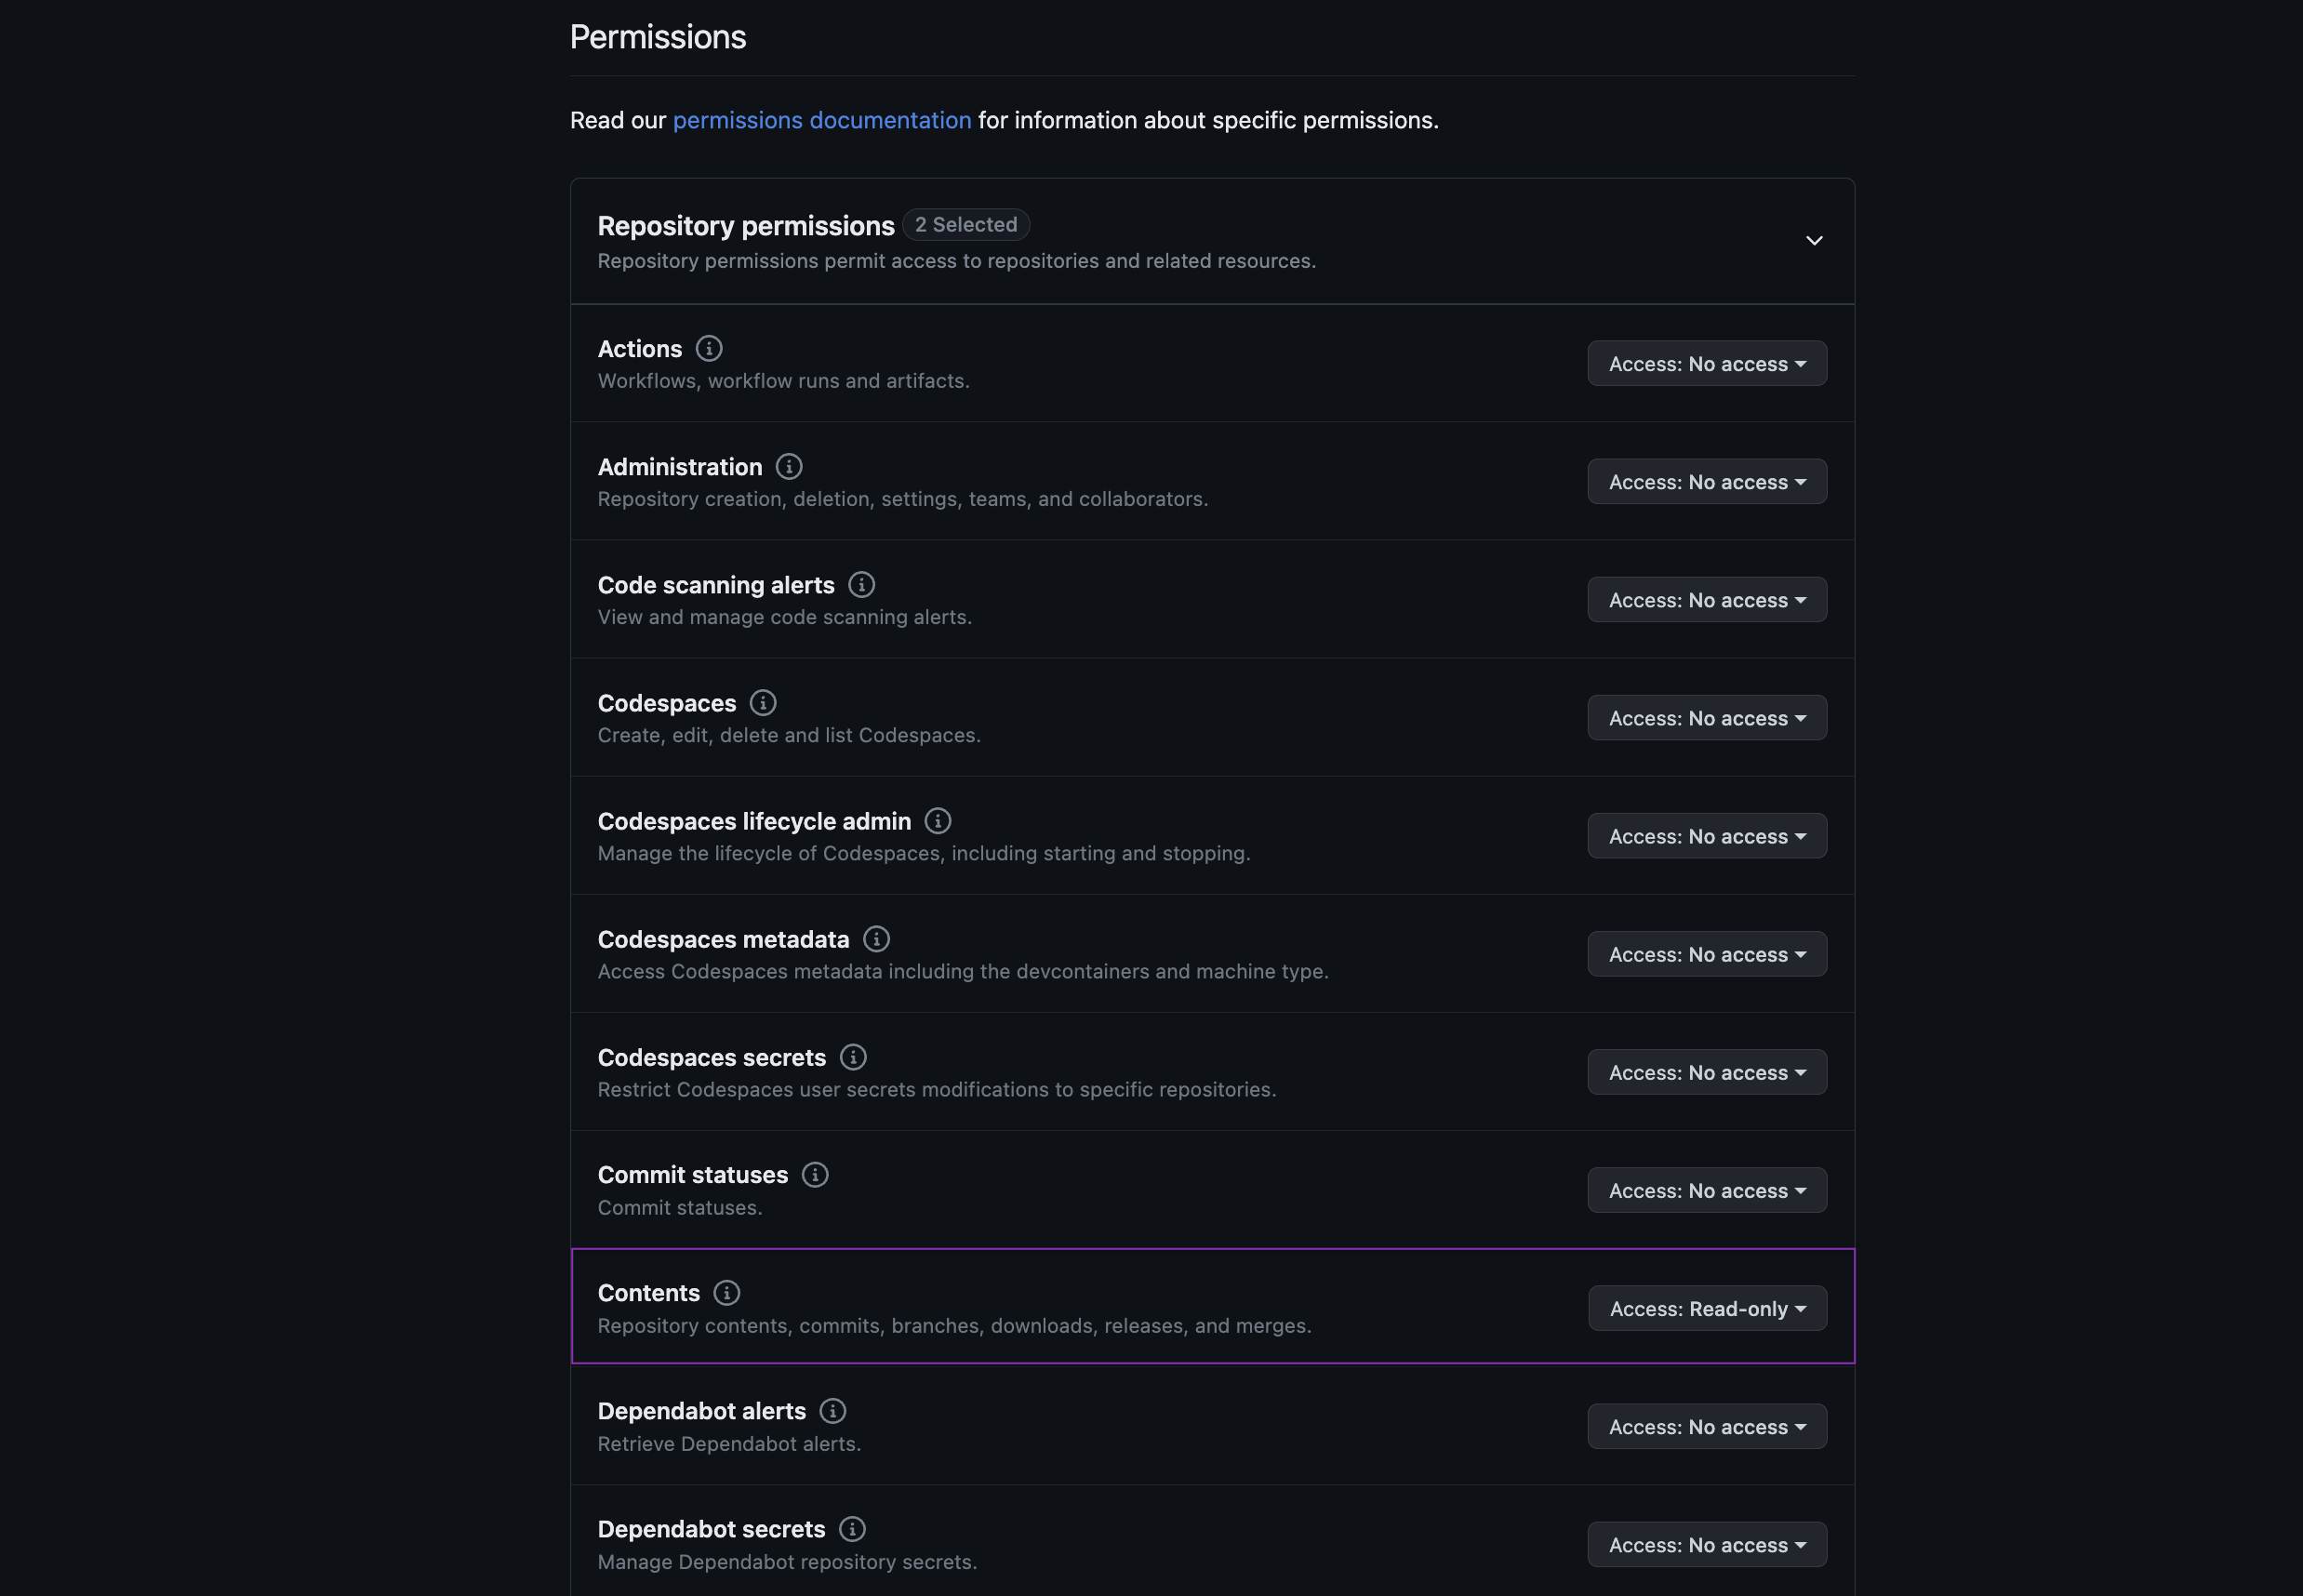 Permissions
Read our permissions documentation for information about specific permissions.
Repository permissions 2 Selected
Repository permissions permit access to repositories and related resources.
Actions
Workflows, workflow runs and artifacts.
Access: No access
Administration
Repository creation, deletion, settings, teams, and collaborators.
Access: No access
Code scanning alerts
View and manage code scanning alerts.
Access: No access
Codespaces
Create, edit, delete and list Codespaces.
Access: No access
Codespaces lifecycle admin
Manage the lifecycle of Codespaces, including starting and stopping.
Access: No access
Codespaces metadata
Access Codespaces metadata including the devcontainers and machine type.
Access: No access
Codespaces secrets
Restrict Codespaces user secrets modifications to specific repositories.
Access: No access
Commit statuses
Commit statuses.
Access: No access
Contents
Repository contents, commits, branches, downloads, releases, and merges.
Access: Read-only
Dependabot alerts
Retrieve Dependabot alerts.
Access: No access
Dependabot secrets
Manage Dependabot repository secrets.
Access: No access